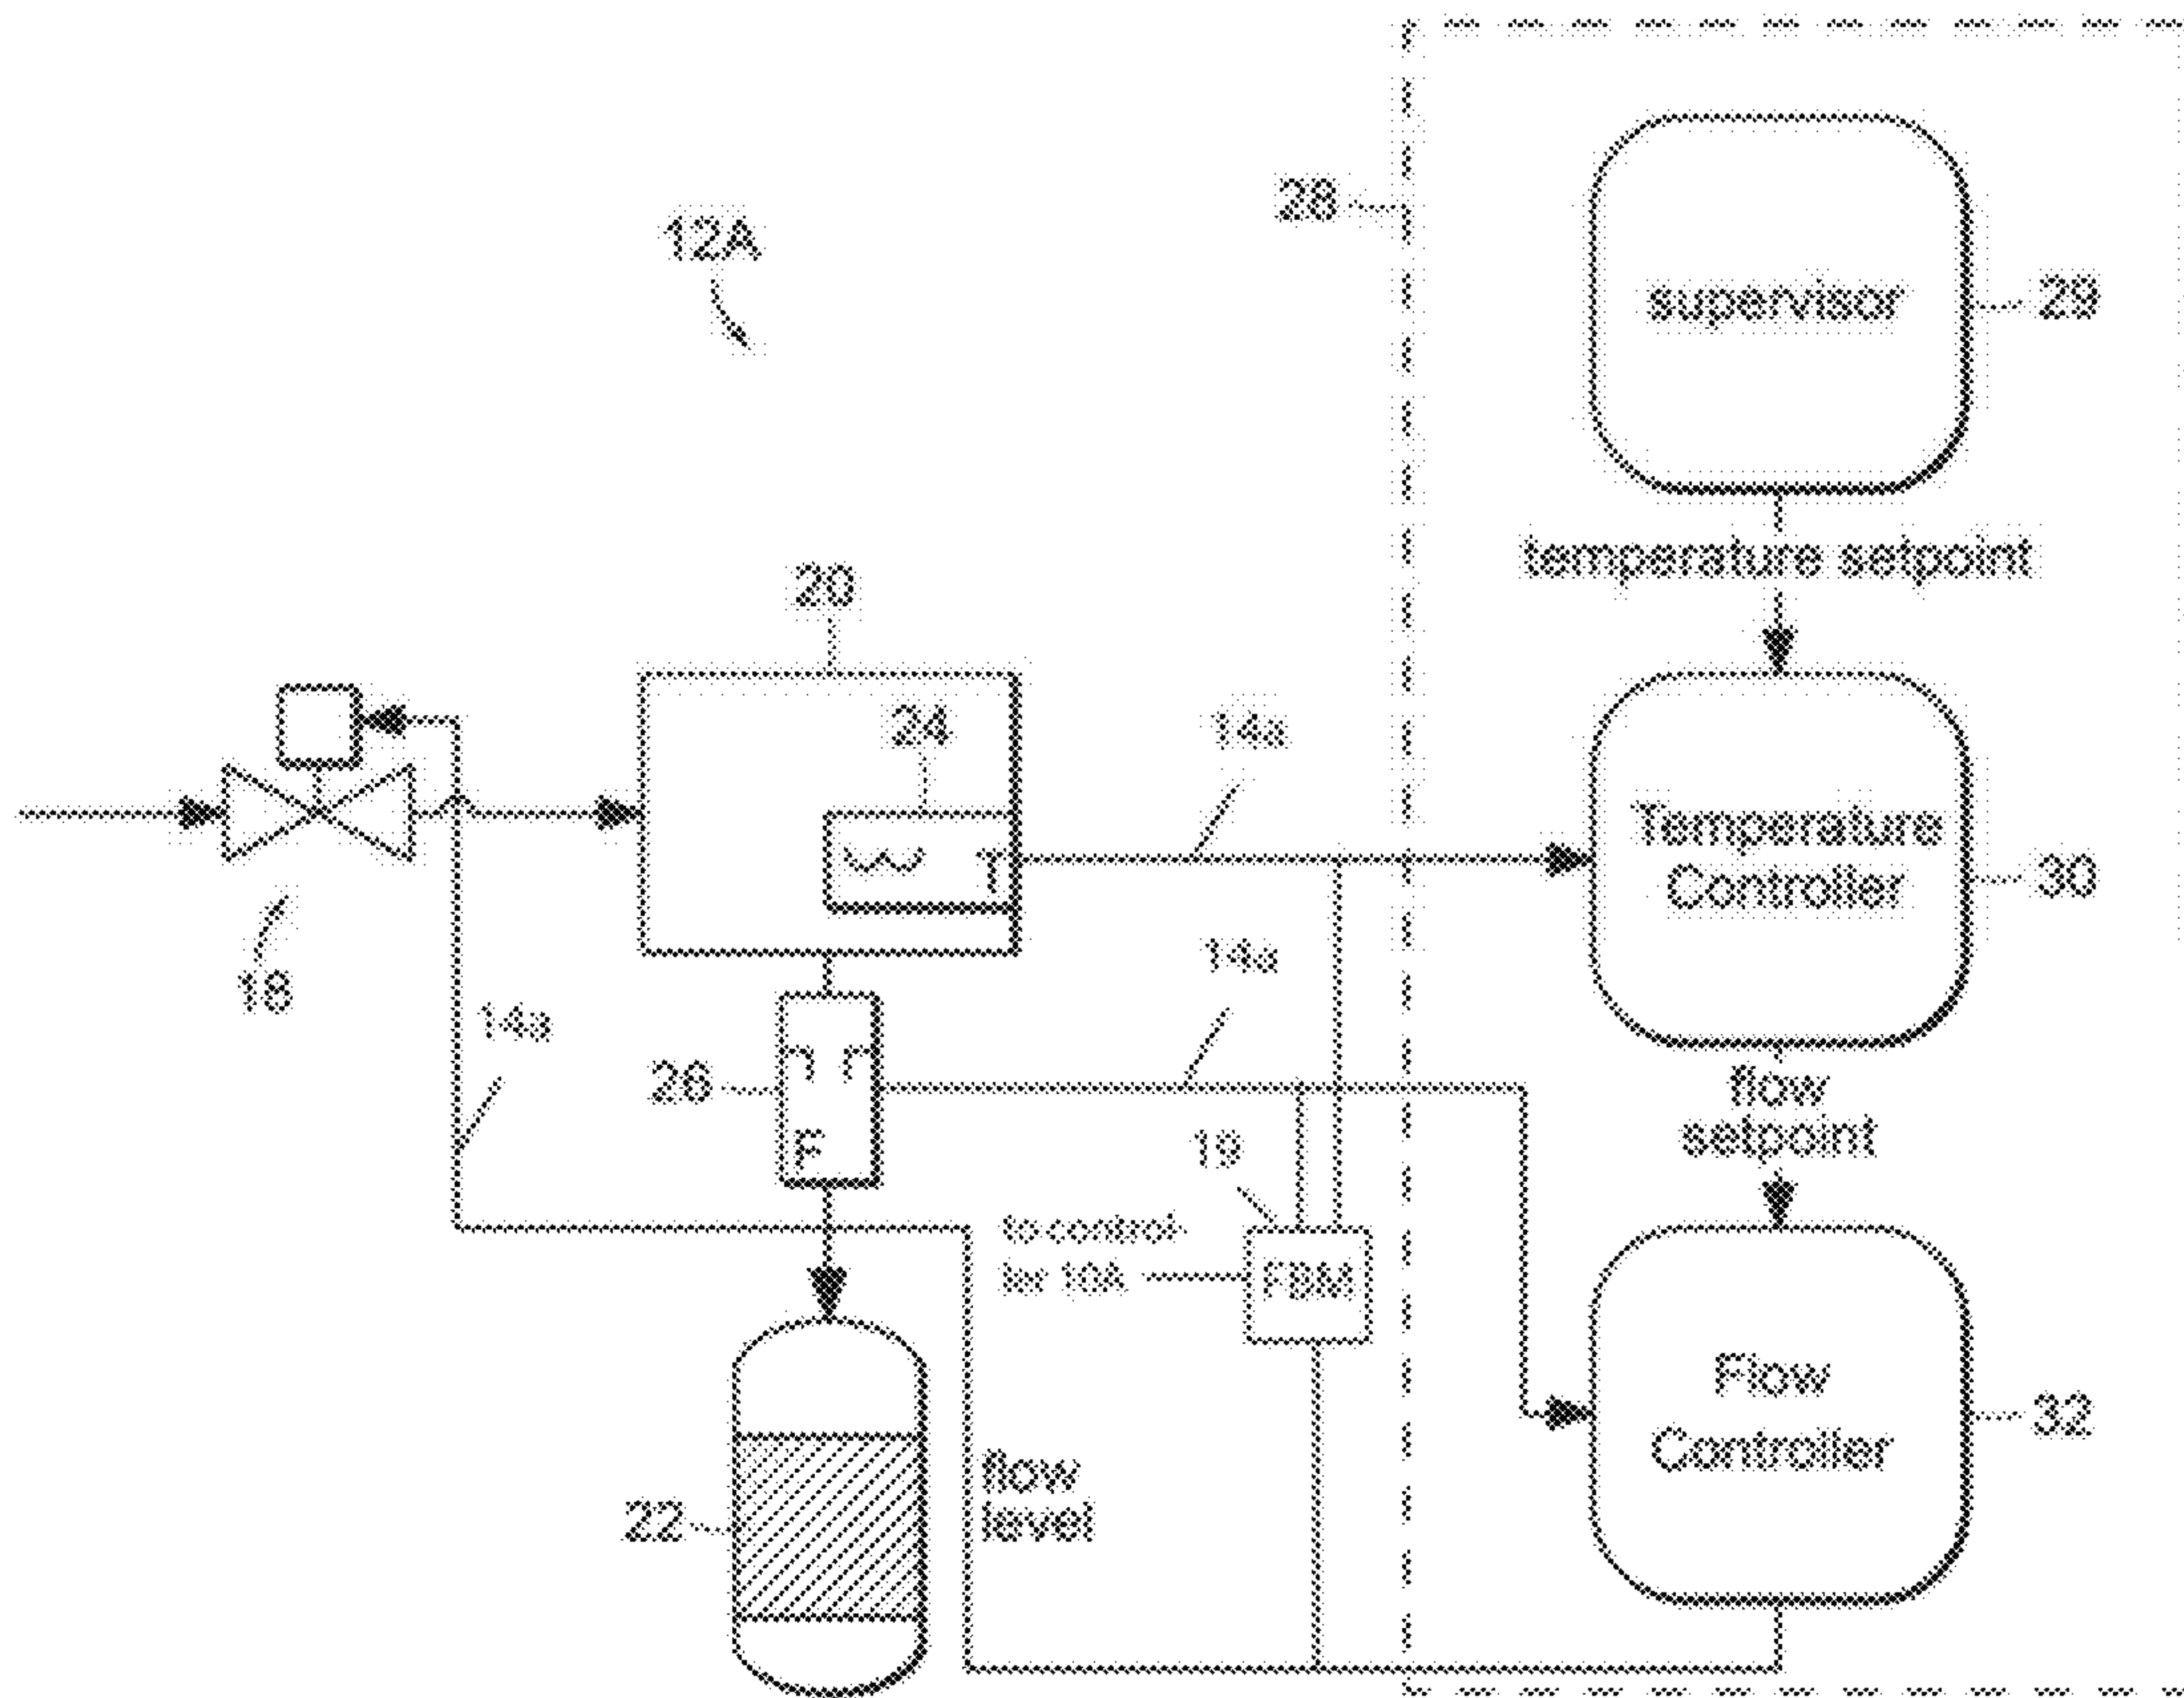 28
12A
supervisor
29
temperature setpoint
20
24
14a
Temperature
Controller
30
T
18
14a
14a
26
flow
setpoint
F
19
to control-
ler 10A
FBM
Flow
Controller
32
flow
level
22